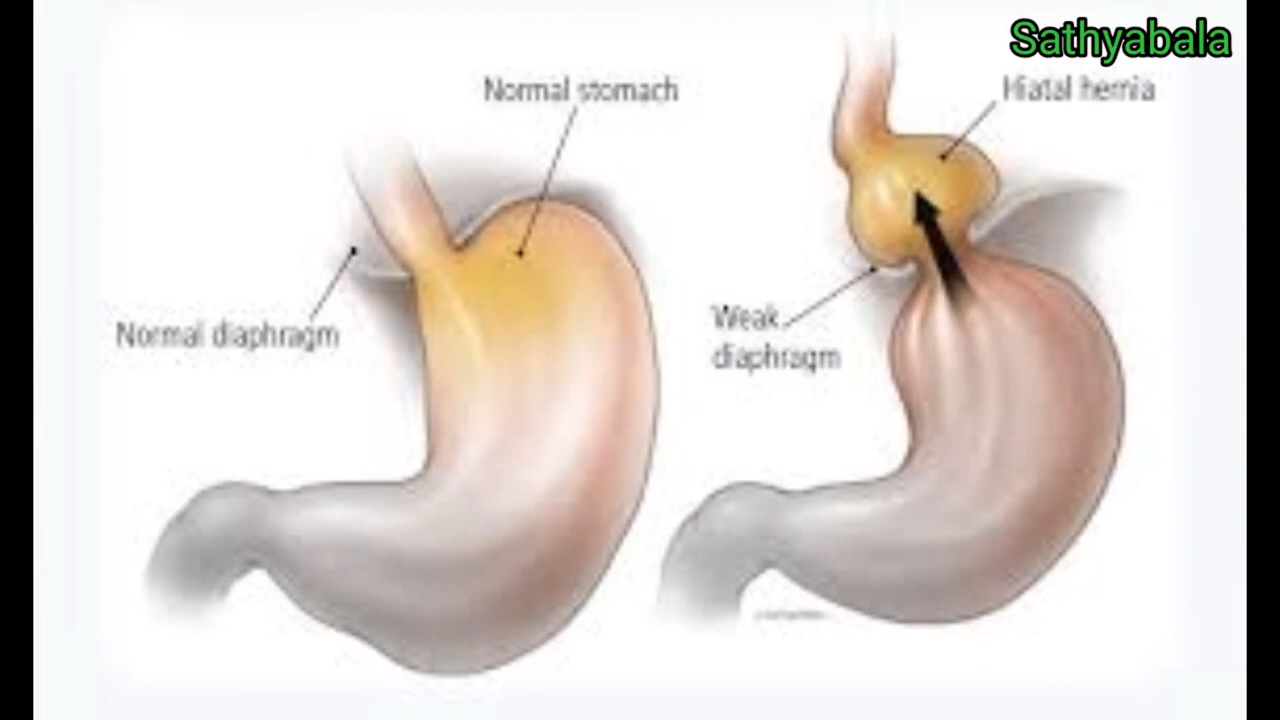 Sathyabala
Normal stomach
Hiatal hernia
Normal diaphragm
Weak
diaphragm